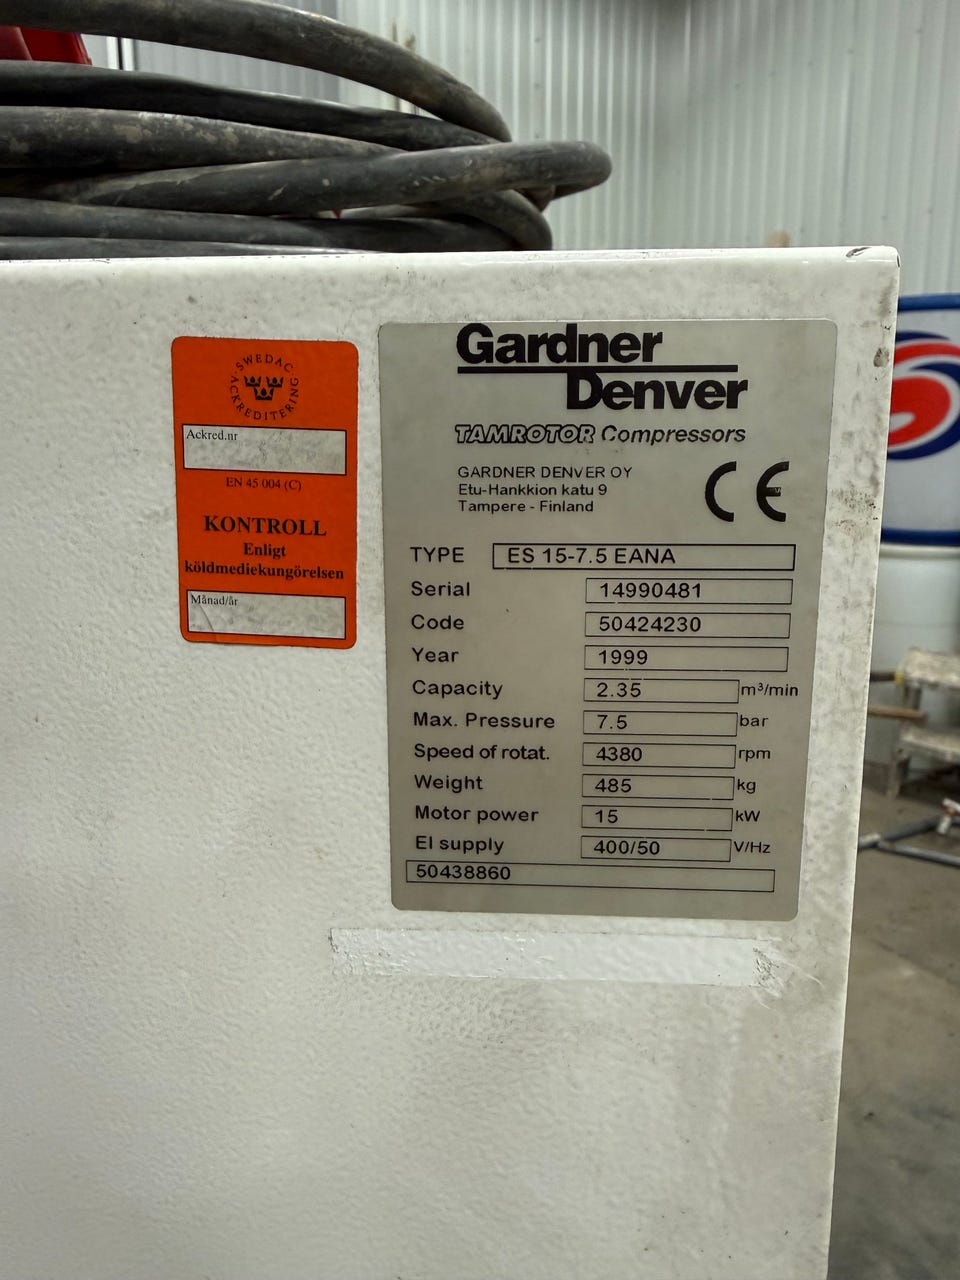 SWEDAC
ACKREDITERING
Ackred.nr
EN 45 004 (C)
KONTROLL
Enligt
köldmediekungörelsen
Månad/år
Gardner
Denver
TAMROTOR Compressors
GARDNER DENVER OY
Etu-Hankkion katu 9
Tampere - Finland
CE
TYPE ES 15-7.5 EANA
Serial 14990481
Code 50424230
Year 1999
Capacity 2.35 m³/min
Max. Pressure 7.5 bar
Speed of rotat. 4380 rpm
Weight 485 kg
Motor power 15 kW
El supply 400/50 V/Hz
50438860